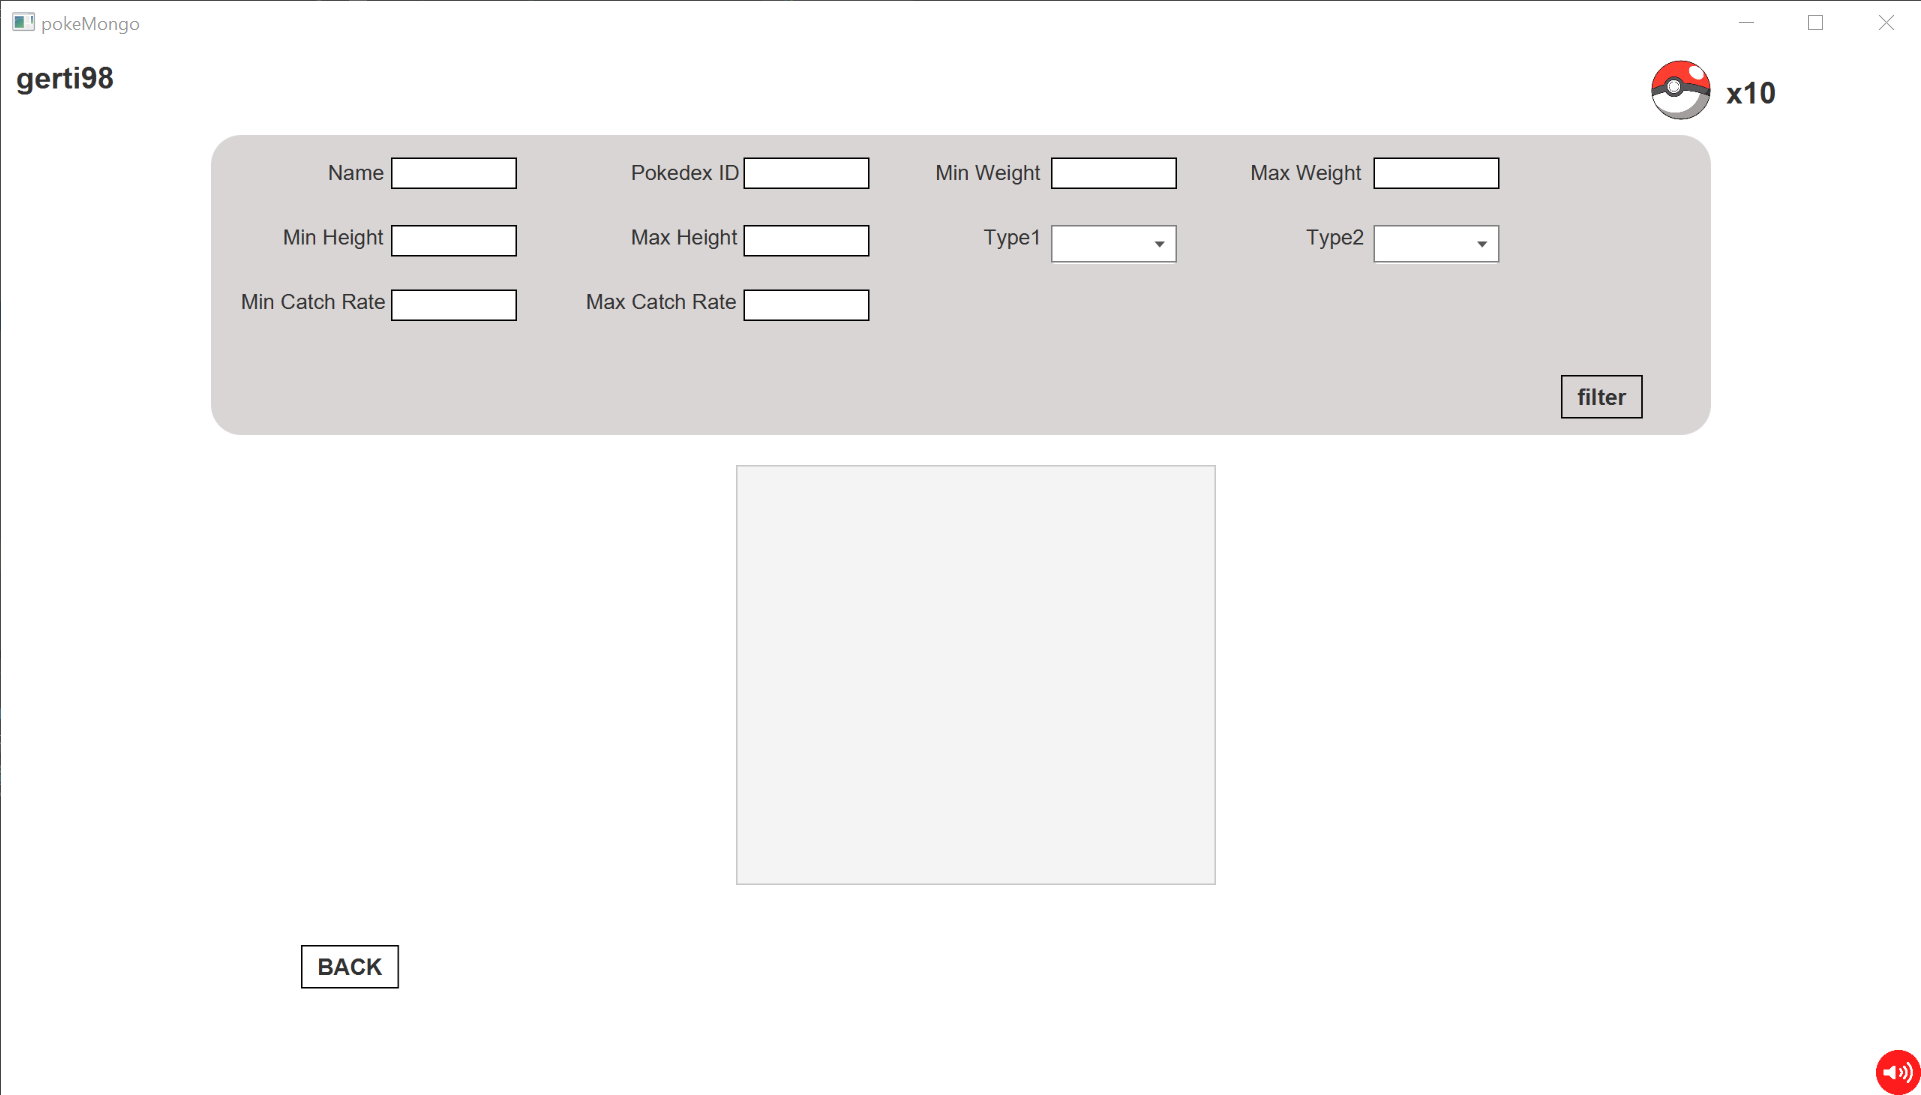 pokeMongo
gerti98
x10
Name Pokedex ID Min Weight Max Weight
Min Height Max Height Type1 Type2
Min Catch Rate Max Catch Rate
filter
BACK